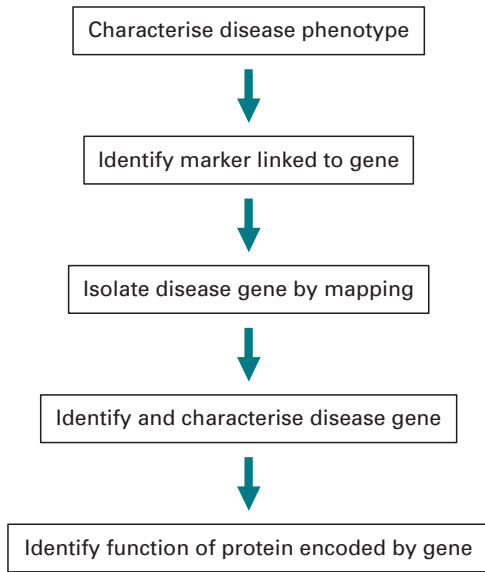 Characterise disease phenotype
Identify marker linked to gene
Isolate disease gene by mapping
Identify and characterise disease gene
Identify function of protein encoded by gene